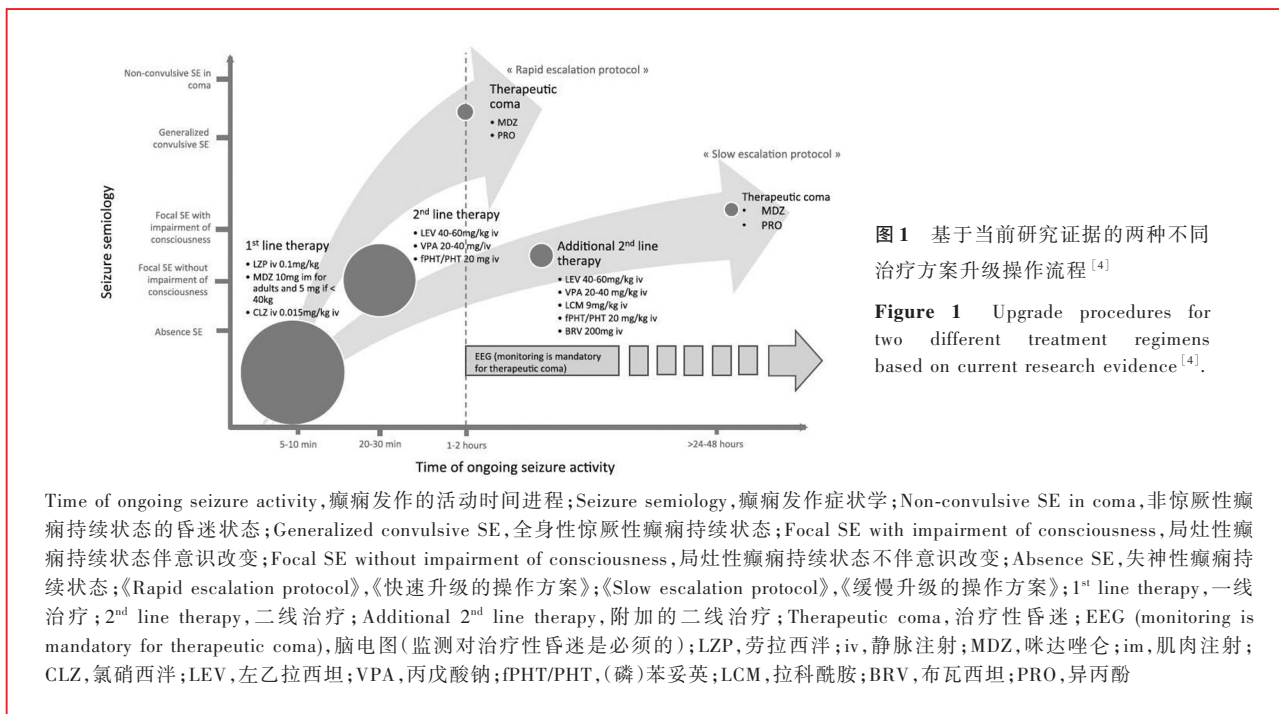 « Rapid escalation protocol »
Non-convulsive SE in
coma
Therapeutic
coma
• MDZ
• PRO
Generalized
convulsive SE
« Slow escalation protocol »
Seizure semiology
Focal SE with
impairment of
consciousness
Therapeutic coma
• MDZ
• PRO
2nd line therapy
• LEV 40-60mg/kg iv
• VPA 20-40 mg/iv
• fPHT/PHT 20 mg iv
1st line therapy
• LZP iv 0.1mg/kg
• MDZ 10mg im for
adults and 5 mg if <
40kg
• CLZ iv 0.015mg/kg iv
Additional 2nd line
therapy
• LEV 40-60mg/kg iv
• VPA 20-40 mg/kg iv
• LCM 9mg/kg iv
• fPHT/PHT 20 mg/kg iv
• BRV 200mg iv
Focal SE without
impairment of
consciousness
Absence SE
EEG (monitoring is mandatory
for therapeutic coma)
5-10 min
20-30 min
1-2 hours
>24-48 hours
Time of ongoing seizure activity
图1 基于当前研究证据的两种不同
治疗方案升级操作流程[4]
Figure 1 Upgrade procedures for
two different treatment regimens
based on current research evidence[4].
Time of ongoing seizure activity,癫痫发作的活动时间进程;Seizure semiology,癫痫发作症状学;Non-convulsive SE in coma,非惊厥性癫
痫持续状态的昏迷状态;Generalized convulsive SE,全身性惊厥性癫痫持续状态;Focal SE with impairment of consciousness,局灶性癫
痫持续状态伴意识改变;Focal SE without impairment of consciousness,局灶性癫痫持续状态不伴意识改变;Absence SE,失神性癫痫持
续状态;《Rapid escalation protocol》,《快速升级的操作方案》;《Slow escalation protocol》,《缓慢升级的操作方案》;1st line therapy,一线
治疗;2nd line therapy,二线治疗;Additional 2nd line therapy,附加的二线治疗;Therapeutic coma,治疗性昏迷;EEG (monitoring is
mandatory for therapeutic coma),脑电图(监测对治疗性昏迷是必须的);LZP,劳拉西泮;iv,静脉注射;MDZ,咪达唑仑;im,肌肉注射;
CLZ,氯硝西泮;LEV,左乙拉西坦;VPA,丙戊酸钠;fPHT/PHT,(磷)苯妥英;LCM,拉科酰胺;BRV,布瓦西坦;PRO,异丙酚